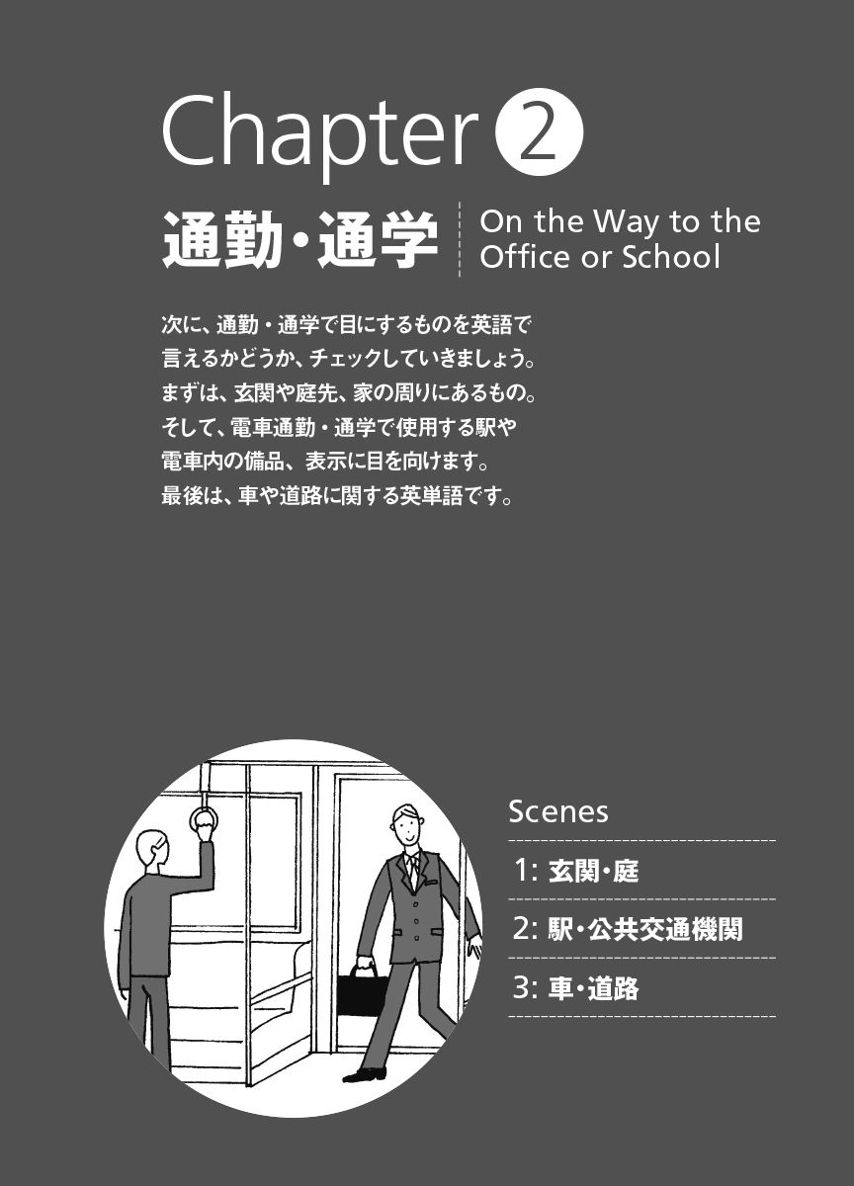 Chapter 2
通勤・通学
On the Way to the
Office or School
次に、通勤・通学で目にするものを英語で
言えるかどうか、チェックしていきましょう。
まずは、玄関や庭先、家の周りにあるもの。
そして、電車通勤・通学で使用する駅や
電車内の備品、表示に目を向けます。
最後は、車や道路に関する英単語です。
Scenes
1: 玄関・庭
2: 駅・公共交通機関
3: 車・道路